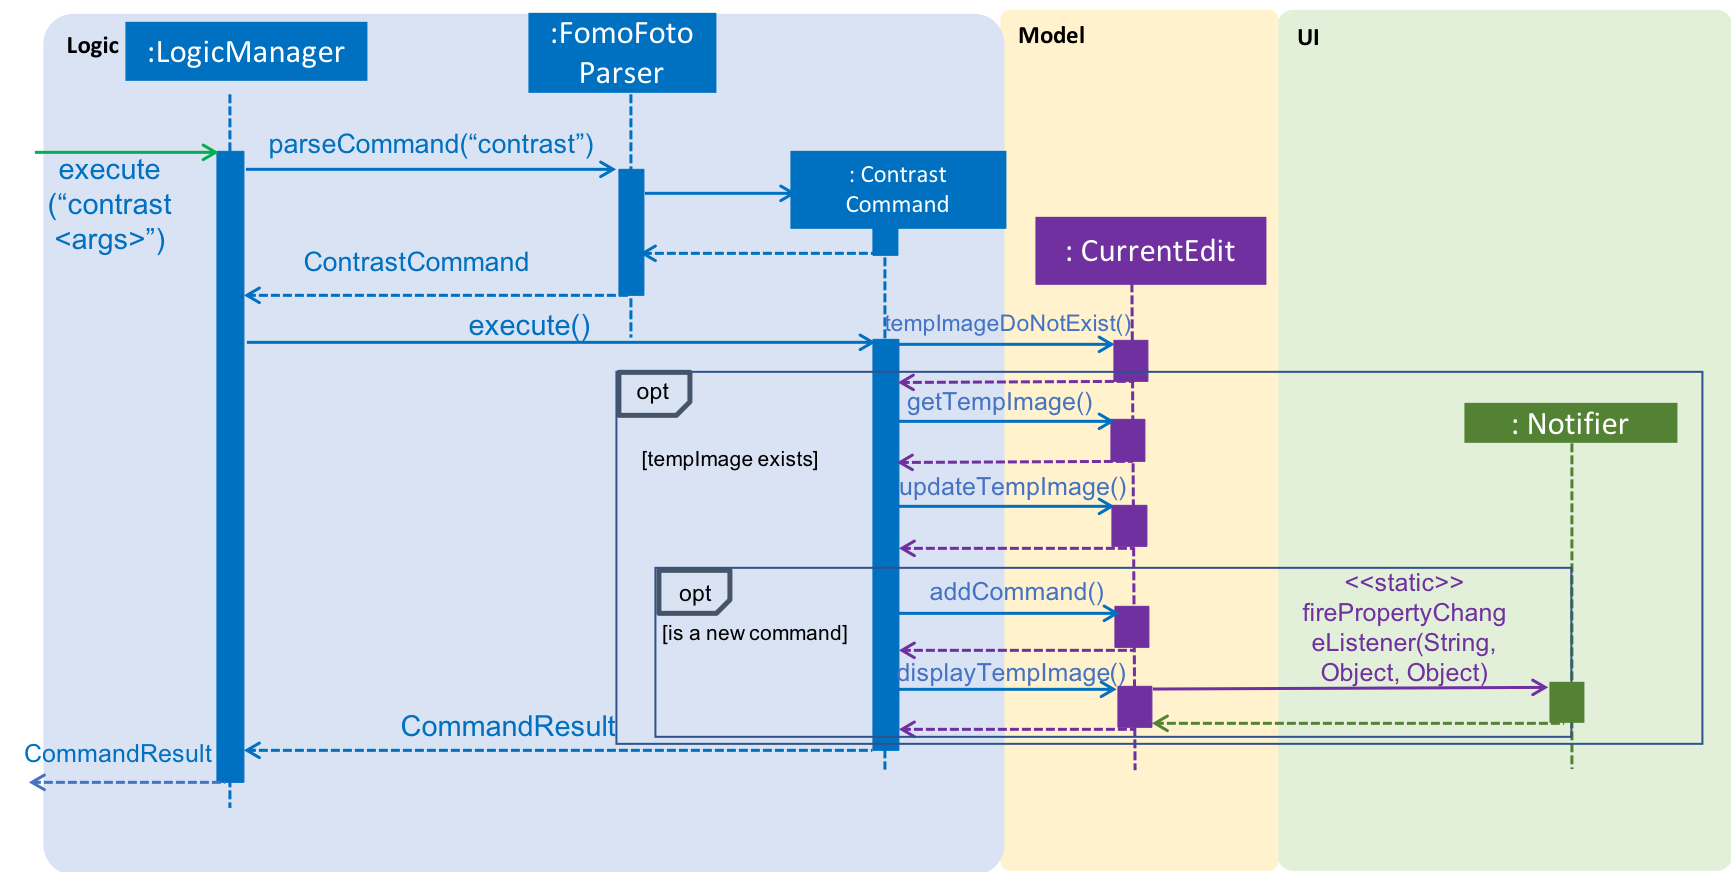 Logic
:LogicManager
:FomoFoto
Parser
Model
UI
parseCommand(“contrast”)
execute
(“contrast
<args>”)
: Contrast
Command
: CurrentEdit
ContrastCommand
execute()
tempImageDoNotExist()
opt
getTempImage()
: Notifier
[tempImage exists]
updateTempImage()
opt
addCommand()
[is a new command]
<<static>>
firePropertyChang
eListener(String,
Object, Object)
displayTempImage()
CommandResult
CommandResult